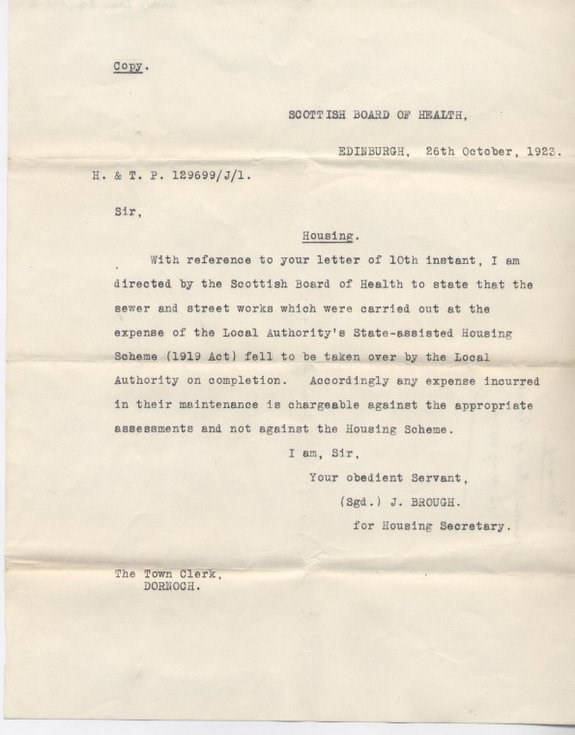 Copy.
SCOTTISH BOARD OF HEALTH,
EDINBURGH, 26th October, 1923.
H. & T. P. 129699/J/1.
Sir,
Housing.
With reference to your letter of 10th instant, I am
directed by the Scottish Board of Health to state that the
sewer and street works which were carried out at the
expense of the Local Authority's State-assisted Housing
Scheme (1919 Act) fell to be taken over by the Local
Authority on completion. Accordingly any expense incurred
in their maintenance is chargeable against the appropriate
assessments and not against the Housing Scheme.
I am, Sir,
Your obedient Servant,
(Sgd.) J. BROUGH.
for Housing Secretary.
The Town Clerk,
DORNOCH.